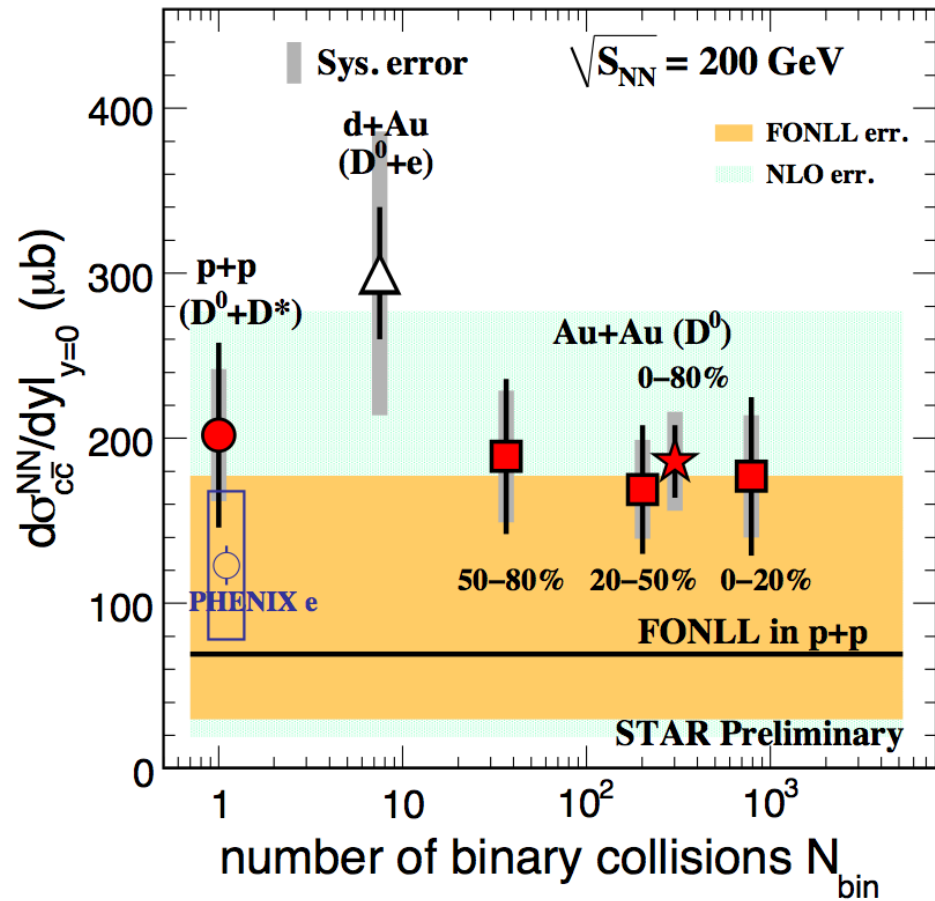 Sys. error
√S_NN = 200 GeV
400
d+Au
(D⁰+e)
FONLL err.
NLO err.
300
p+p
(D⁰+D*)
Au+Au (D⁰)
0–80%
200
50–80%
20–50%
0–20%
PHENIX e
100
FONLL in p+p
STAR Preliminary
0
1
10
10²
10³
dσ^NN_cc̄/dy|_y=0 (μb)
number of binary collisions N_bin